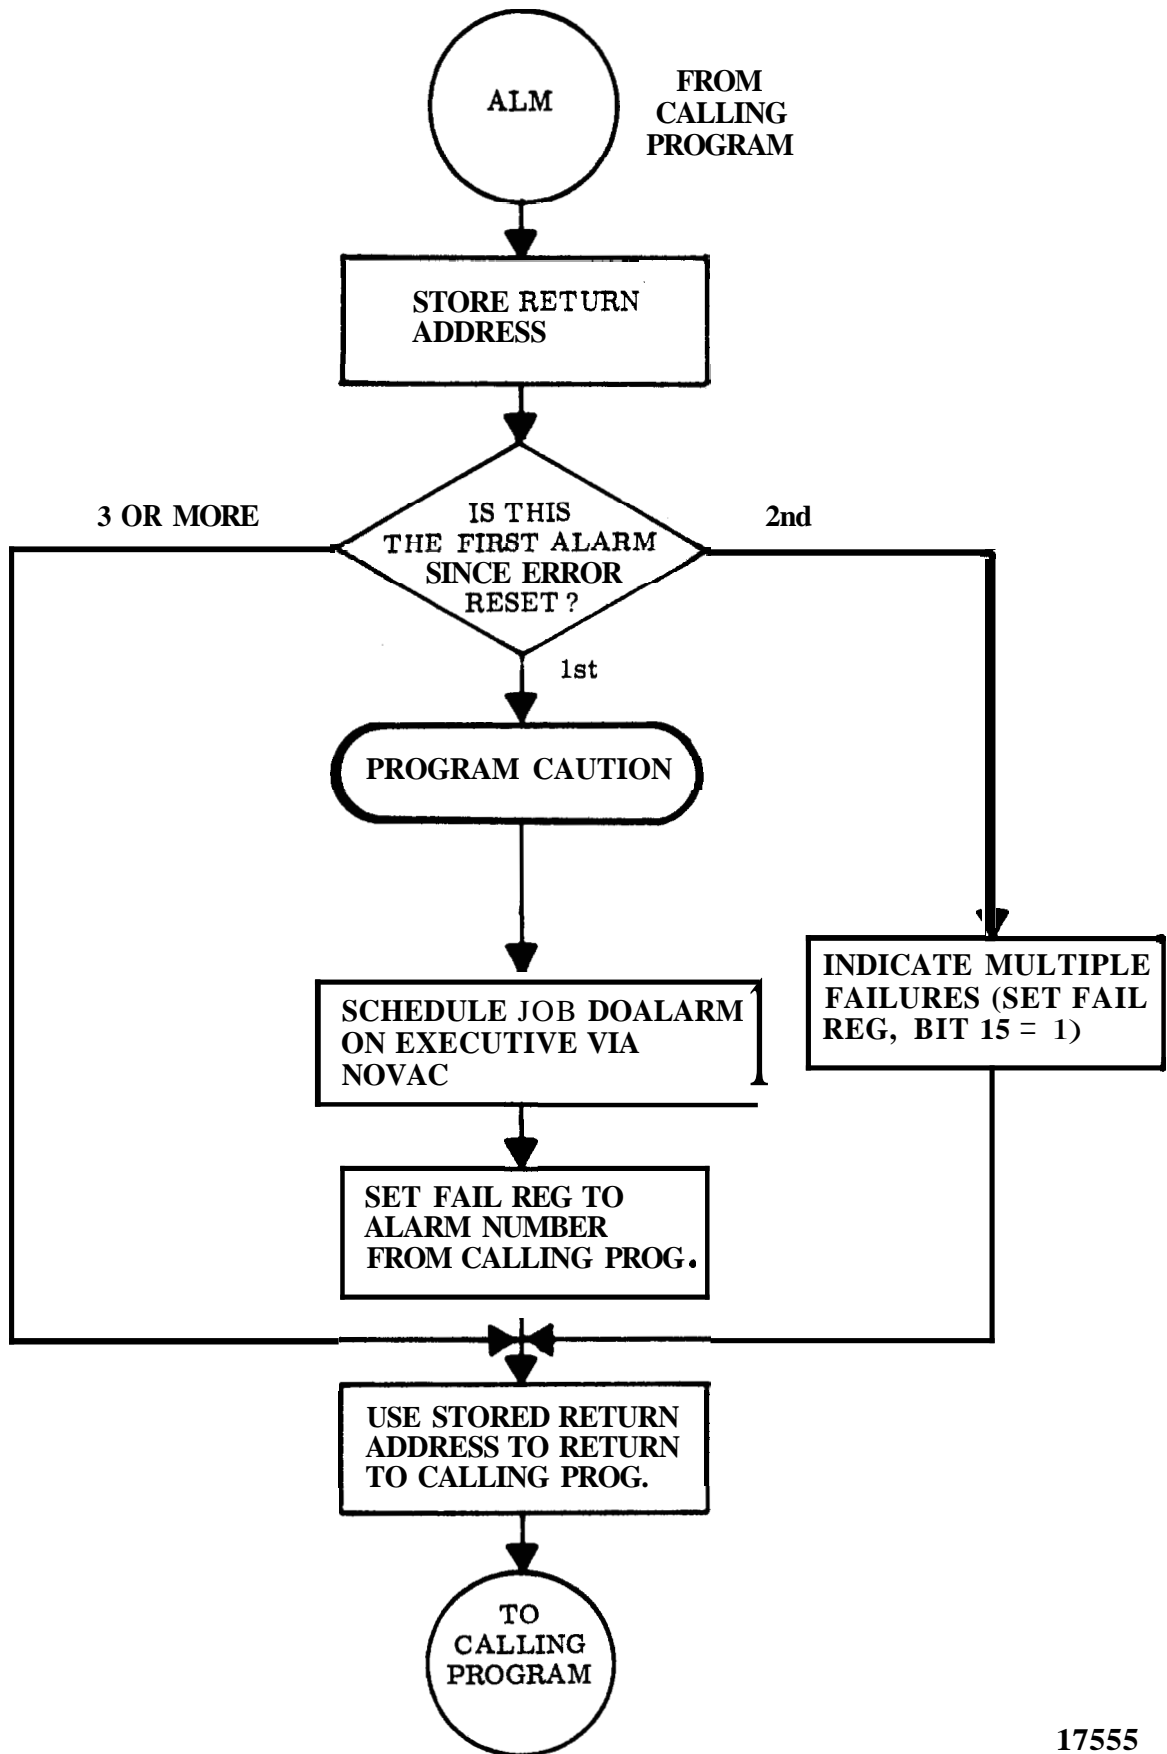 ALM
FROM
CALLING
PROGRAM
STORE RETURN
ADDRESS
3 OR MORE
IS THIS
THE FIRST ALARM
SINCE ERROR
RESET?
2nd
1st
PROGRAM CAUTION
SCHEDULE JOB DOALARM
ON EXECUTIVE VIA
NOVAC
INDICATE MULTIPLE
FAILURES (SET FAIL
REG, BIT 15 = 1)
SET FAIL REG TO
ALARM NUMBER
FROM CALLING PROG.
USE STORED RETURN
ADDRESS TO RETURN
TO CALLING PROG.
TO
CALLING
PROGRAM
17555